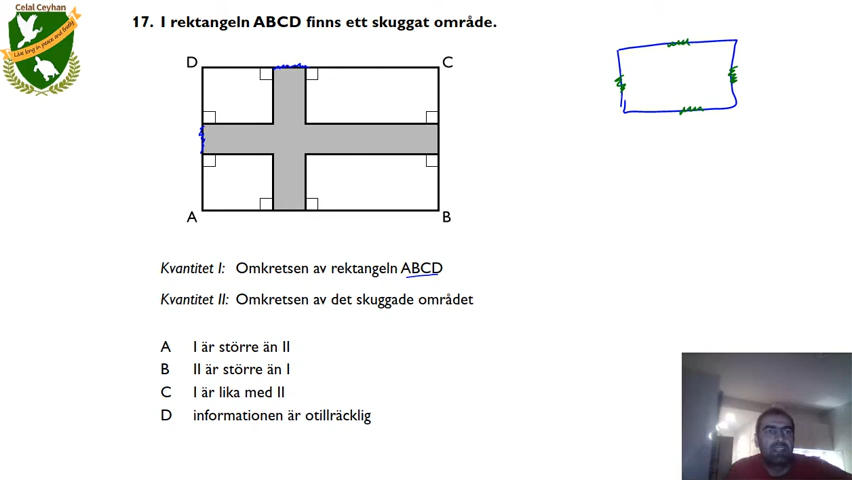 Celal Ceyhan
Live long in peace and freely
17. I rektangeln ABCD finns ett skuggat område.
D
C
A
B
Kvantitet I: Omkretsen av rektangeln ABCD
Kvantitet II: Omkretsen av det skuggade området
A I är större än II
B II är större än I
C I är lika med II
D informationen är otillräcklig